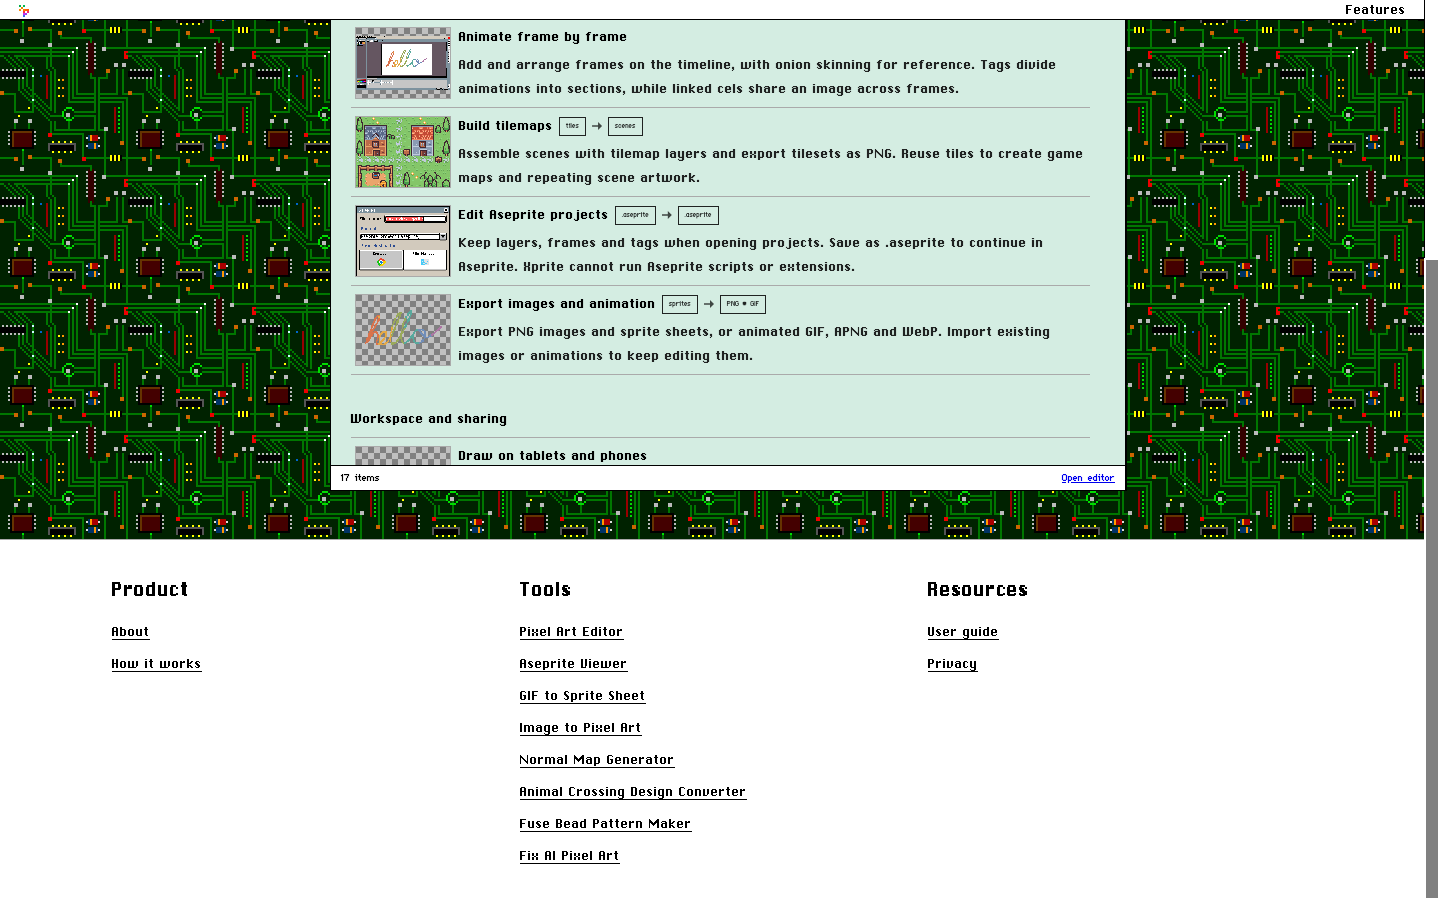 Features
Animate frame by frame
Add and arrange frames on the timeline, with onion skinning for reference. Tags divide
animations into sections, while linked cels share an image across frames.
Build tilemaps tiles → scenes
Assemble scenes with tilemap layers and export tilesets as PNG. Reuse tiles to create game
maps and repeating scene artwork.
Edit Aseprite projects .aseprite → .aseprite
Keep layers, frames and tags when opening projects. Save as .aseprite to continue in
Aseprite. Xprite cannot run Aseprite scripts or extensions.
hello
Export images and animation sprites → PNG • GIF
Export PNG images and sprite sheets, or animated GIF, APNG and WebP. Import existing
images or animations to keep editing them.
hello
Workspace and sharing
Draw on tablets and phones
17 items Open editor
Product
About
How it works
Tools
Pixel Art Editor
Aseprite Viewer
GIF to Sprite Sheet
Image to Pixel Art
Normal Map Generator
Animal Crossing Design Converter
Fuse Bead Pattern Maker
Fix AI Pixel Art
Resources
User guide
Privacy